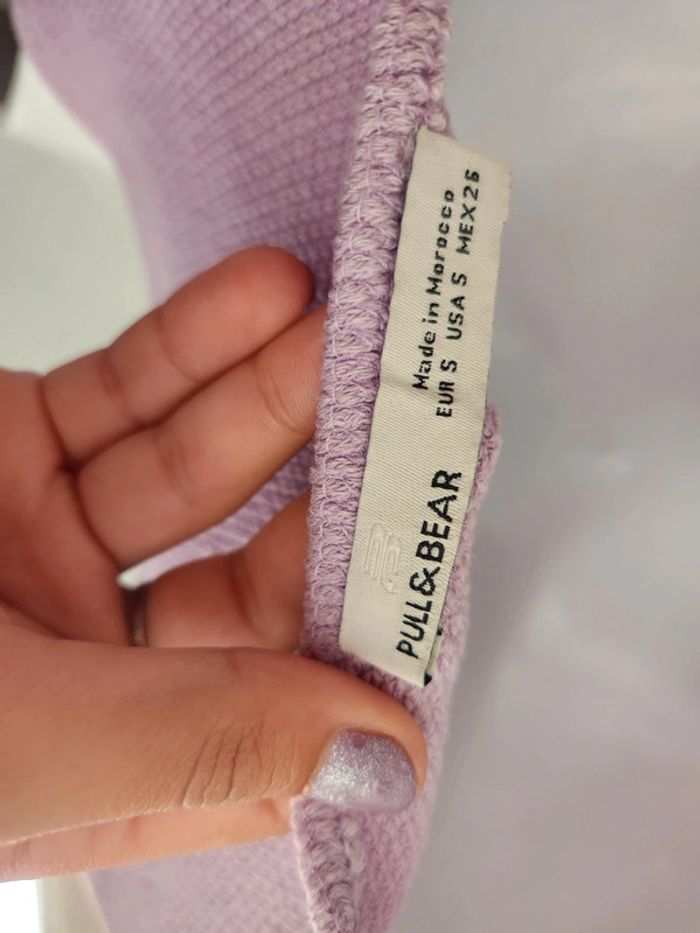 PULL&BEAR
Made in Morocco
EUR S USA S MEX 26